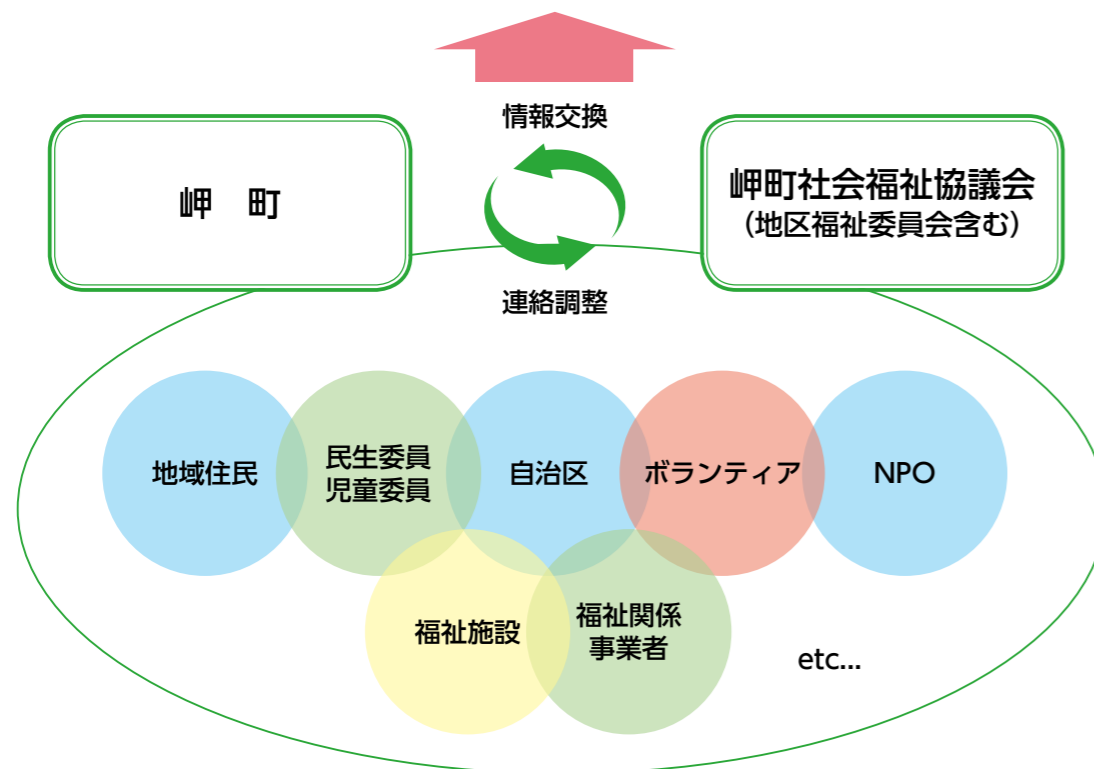 情報交換
岬　町
岬町社会福祉協議会
（地区福祉委員会含む）
連絡調整
地域住民
民生委員
児童委員
自治区
ボランティア
NPO
福祉施設
福祉関係
事業者
etc...